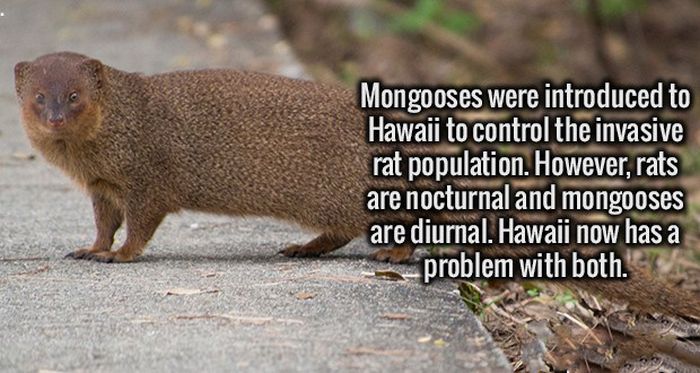 Mongooses were introduced to
Hawaii to control the invasive
rat population. However, rats
are nocturnal and mongooses
are diurnal. Hawaii now has a
problem with both.